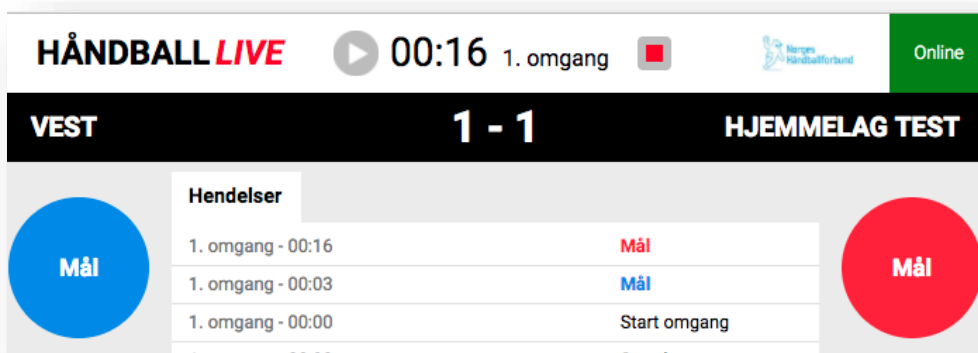 HÅNDBALL LIVE 00:16 1. omgang Norges Håndballforbund Online
VEST 1 - 1 HJEMMELAG TEST
Hendelser
1. omgang - 00:16 Mål
Mål Mål
1. omgang - 00:03 Mål
1. omgang - 00:00 Start omgang